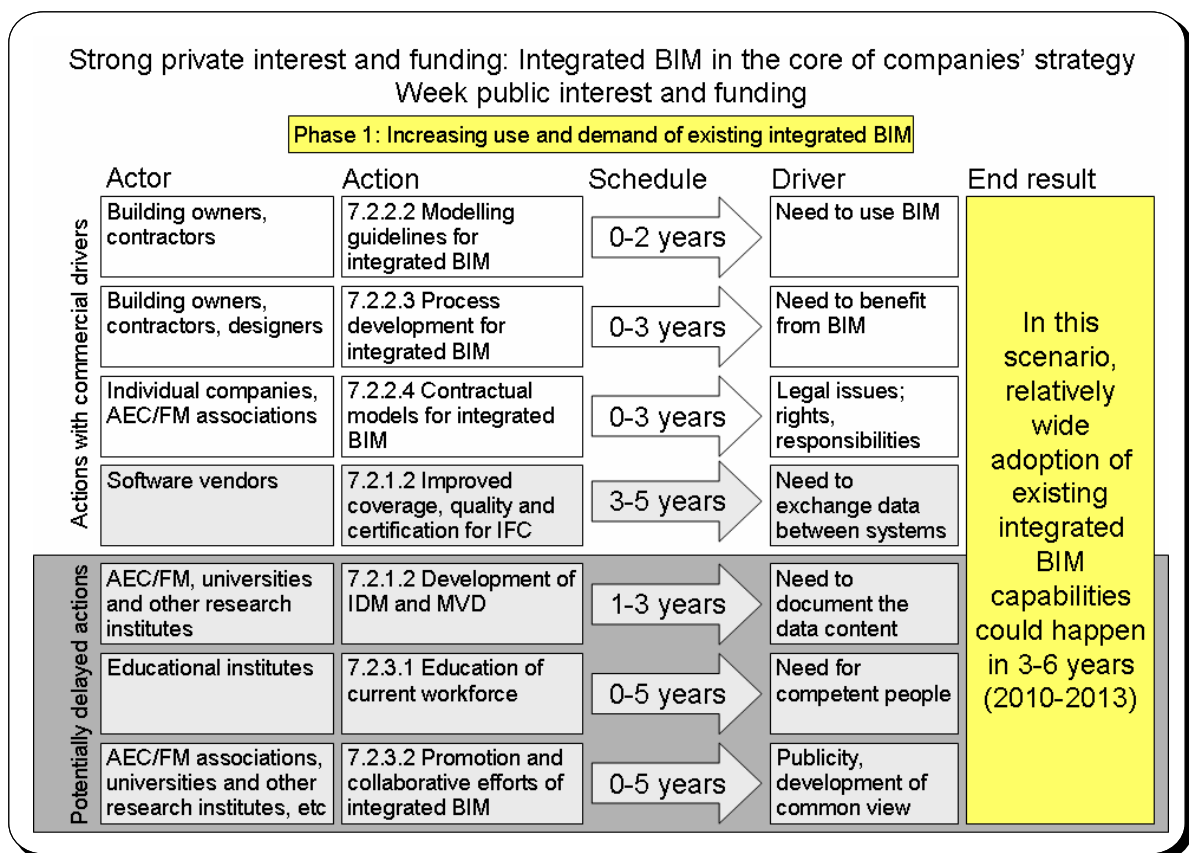 Strong private interest and funding: Integrated BIM in the core of companies' strategy
Week public interest and funding
Phase 1: Increasing use and demand of existing integrated BIM
Actor
Action
Schedule
Driver
End result
Actions with commercial drivers
Building owners,
contractors
7.2.2.2 Modelling
guidelines for
integrated BIM
0-2 years
Need to use BIM
Building owners,
contractors, designers
7.2.2.3 Process
development for
integrated BIM
0-3 years
Need to benefit
from BIM
Individual companies,
AEC/FM associations
7.2.2.4 Contractual
models for integrated
BIM
0-3 years
Legal issues;
rights,
responsibilities
Software vendors
7.2.1.2 Improved
coverage, quality and
certification for IFC
3-5 years
Need to
exchange data
between systems
Potentially delayed actions
AEC/FM, universities
and other research
institutes
7.2.1.2 Development of
IDM and MVD
1-3 years
Need to
document the
data content
Educational institutes
7.2.3.1 Education of
current workforce
0-5 years
Need for
competent people
AEC/FM associations,
universities and other
research institutes, etc
7.2.3.2 Promotion and
collaborative efforts of
integrated BIM
0-5 years
Publicity,
development of
common view
In this
scenario,
relatively
wide
adoption of
existing
integrated
BIM
capabilities
could happen
in 3-6 years
(2010-2013)